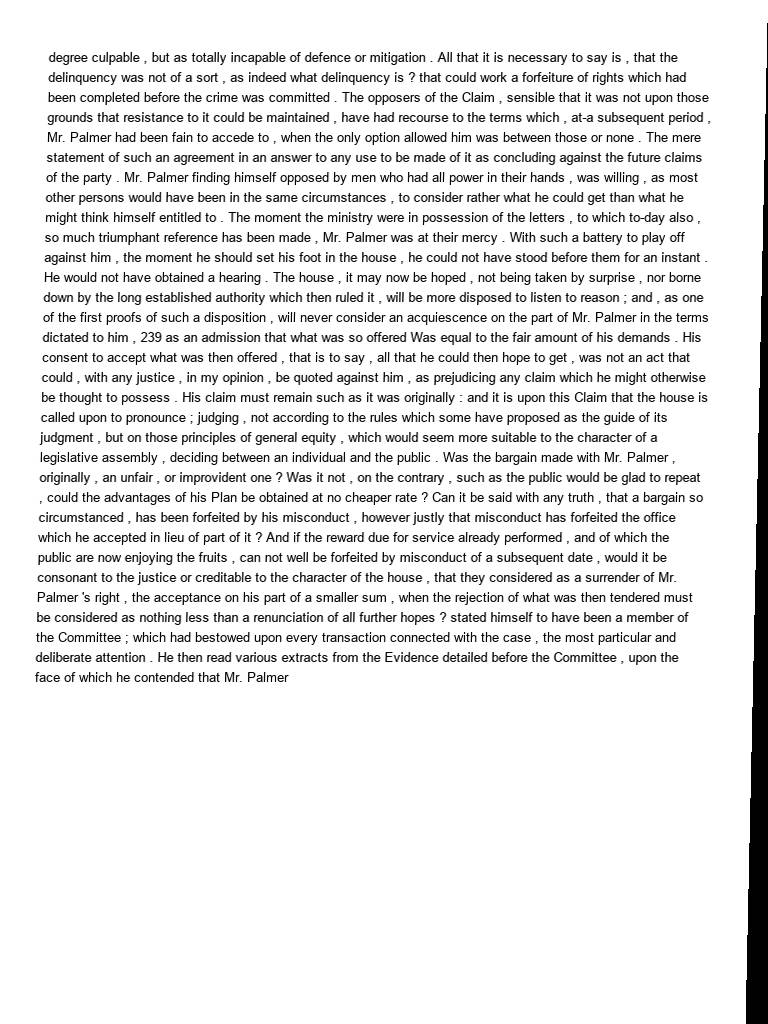 degree culpable , but as totally incapable of defence or mitigation . All that it is necessary to say is , that the
delinquency was not of a sort , as indeed what delinquency is ? that could work a forfeiture of rights which had
been completed before the crime was committed . The opposers of the Claim , sensible that it was not upon those
grounds that resistance to it could be maintained , have had recourse to the terms which , at-a subsequent period ,
Mr. Palmer had been fain to accede to , when the only option allowed him was between those or none . The mere
statement of such an agreement in an answer to any use to be made of it as concluding against the future claims
of the party . Mr. Palmer finding himself opposed by men who had all power in their hands , was willing , as most
other persons would have been in the same circumstances , to consider rather what he could get than what he
might think himself entitled to . The moment the ministry were in possession of the letters , to which to-day also ,
so much triumphant reference has been made , Mr. Palmer was at their mercy . With such a battery to play off
against him , the moment he should set his foot in the house , he could not have stood before them for an instant .
He would not have obtained a hearing . The house , it may now be hoped , not being taken by surprise , nor borne
down by the long established authority which then ruled it , will be more disposed to listen to reason ; and , as one
of the first proofs of such a disposition , will never consider an acquiescence on the part of Mr. Palmer in the terms
dictated to him , 239 as an admission that what was so offered Was equal to the fair amount of his demands . His
consent to accept what was then offered , that is to say , all that he could then hope to get , was not an act that
could , with any justice , in my opinion , be quoted against him , as prejudicing any claim which he might otherwise
be thought to possess . His claim must remain such as it was originally : and it is upon this Claim that the house is
called upon to pronounce ; judging , not according to the rules which some have proposed as the guide of its
judgment , but on those principles of general equity , which would seem more suitable to the character of a
legislative assembly , deciding between an individual and the public . Was the bargain made with Mr. Palmer ,
originally , an unfair , or improvident one ? Was it not , on the contrary , such as the public would be glad to repeat
, could the advantages of his Plan be obtained at no cheaper rate ? Can it be said with any truth , that a bargain so
circumstanced , has been forfeited by his misconduct , however justly that misconduct has forfeited the office
which he accepted in lieu of part of it ? And if the reward due for service already performed , and of which the
public are now enjoying the fruits , can not well be forfeited by misconduct of a subsequent date , would it be
consonant to the justice or creditable to the character of the house , that they considered as a surrender of Mr.
Palmer 's right , the acceptance on his part of a smaller sum , when the rejection of what was then tendered must
be considered as nothing less than a renunciation of all further hopes ? stated himself to have been a member of
the Committee ; which had bestowed upon every transaction connected with the case , the most particular and
deliberate attention . He then read various extracts from the Evidence detailed before the Committee , upon the
face of which he contended that Mr. Palmer